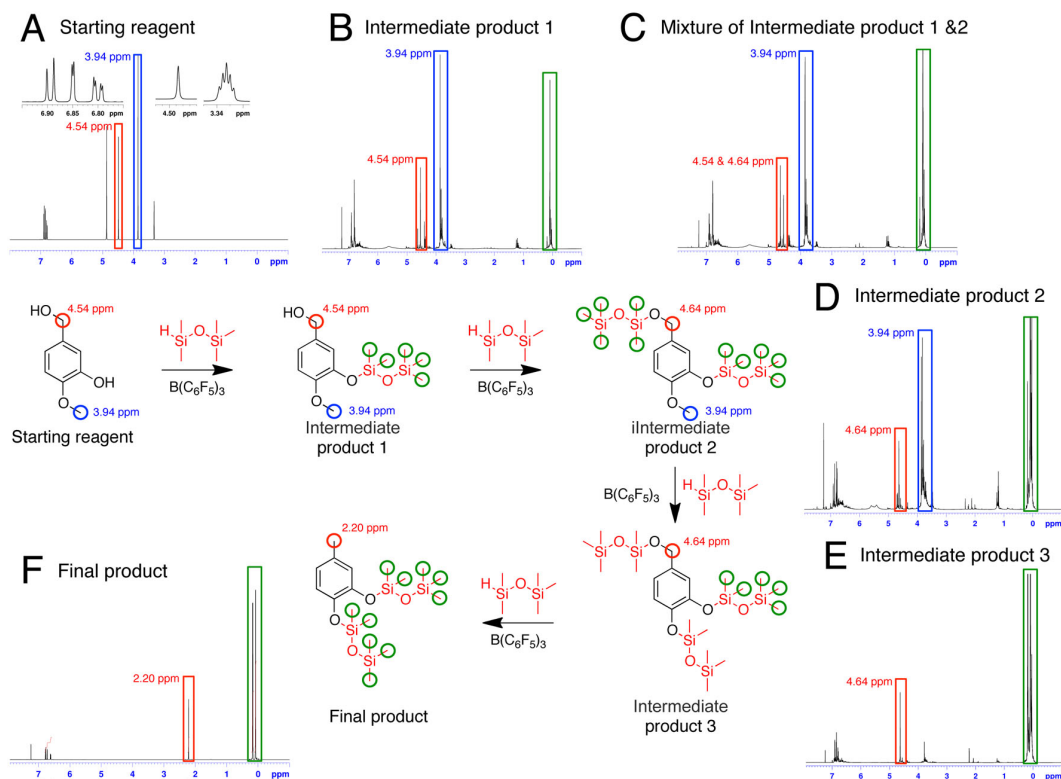 A Starting reagent
3.94 ppm
6.90 6.85 6.80 ppm
4.50 ppm
3.34 ppm
4.54 ppm
7 6 5 4 3 2 1 0 ppm
B Intermediate product 1
3.94 ppm
4.54 ppm
7 6 5 4 3 2 1 0 ppm
C Mixture of Intermediate product 1 &2
3.94 ppm
4.54 & 4.64 ppm
7 6 5 4 3 2 1 0 ppm
HO
4.54 ppm
OH
O
3.94 ppm
Starting reagent
H
Si O Si
B(C6F5)3
HO
4.54 ppm
O Si O Si
O
3.94 ppm
Intermediate
product 1
H
Si O Si
B(C6F5)3
Si O Si O
4.64 ppm
O Si O Si
O
3.94 ppm
iIntermediate
product 2
D Intermediate product 2
3.94 ppm
4.64 ppm
7 6 5 4 3 2 1 0 ppm
B(C6F5)3
H
Si O Si
Si O Si O
4.64 ppm
O Si O Si
O
Si
O
Si
Intermediate
product 3
E Intermediate product 3
4.64 ppm
7 6 5 4 3 2 1 0 ppm
H
Si O Si
B(C6F5)3
2.20 ppm
O Si O Si
O
Si
O
Si
Final product
F Final product
2.20 ppm
7 6 5 4 3 2 1 0 ppm